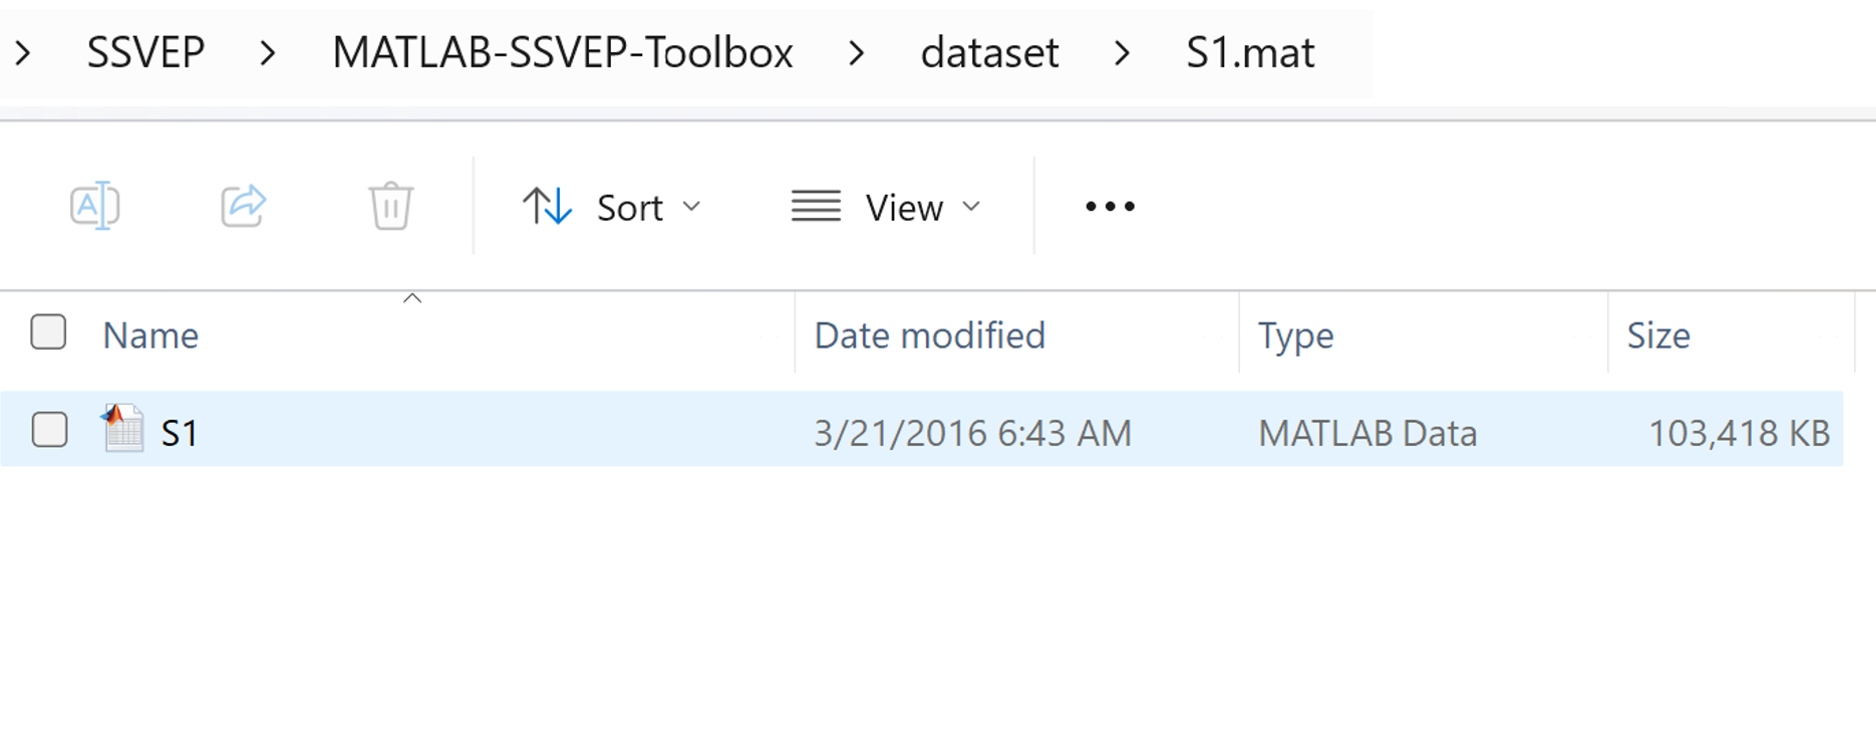 > SSVEP > MATLAB-SSVEP-Toolbox > dataset > S1.mat
Sort View
Name Date modified Type Size
S1 3/21/2016 6:43 AM MATLAB Data 103,418 KB